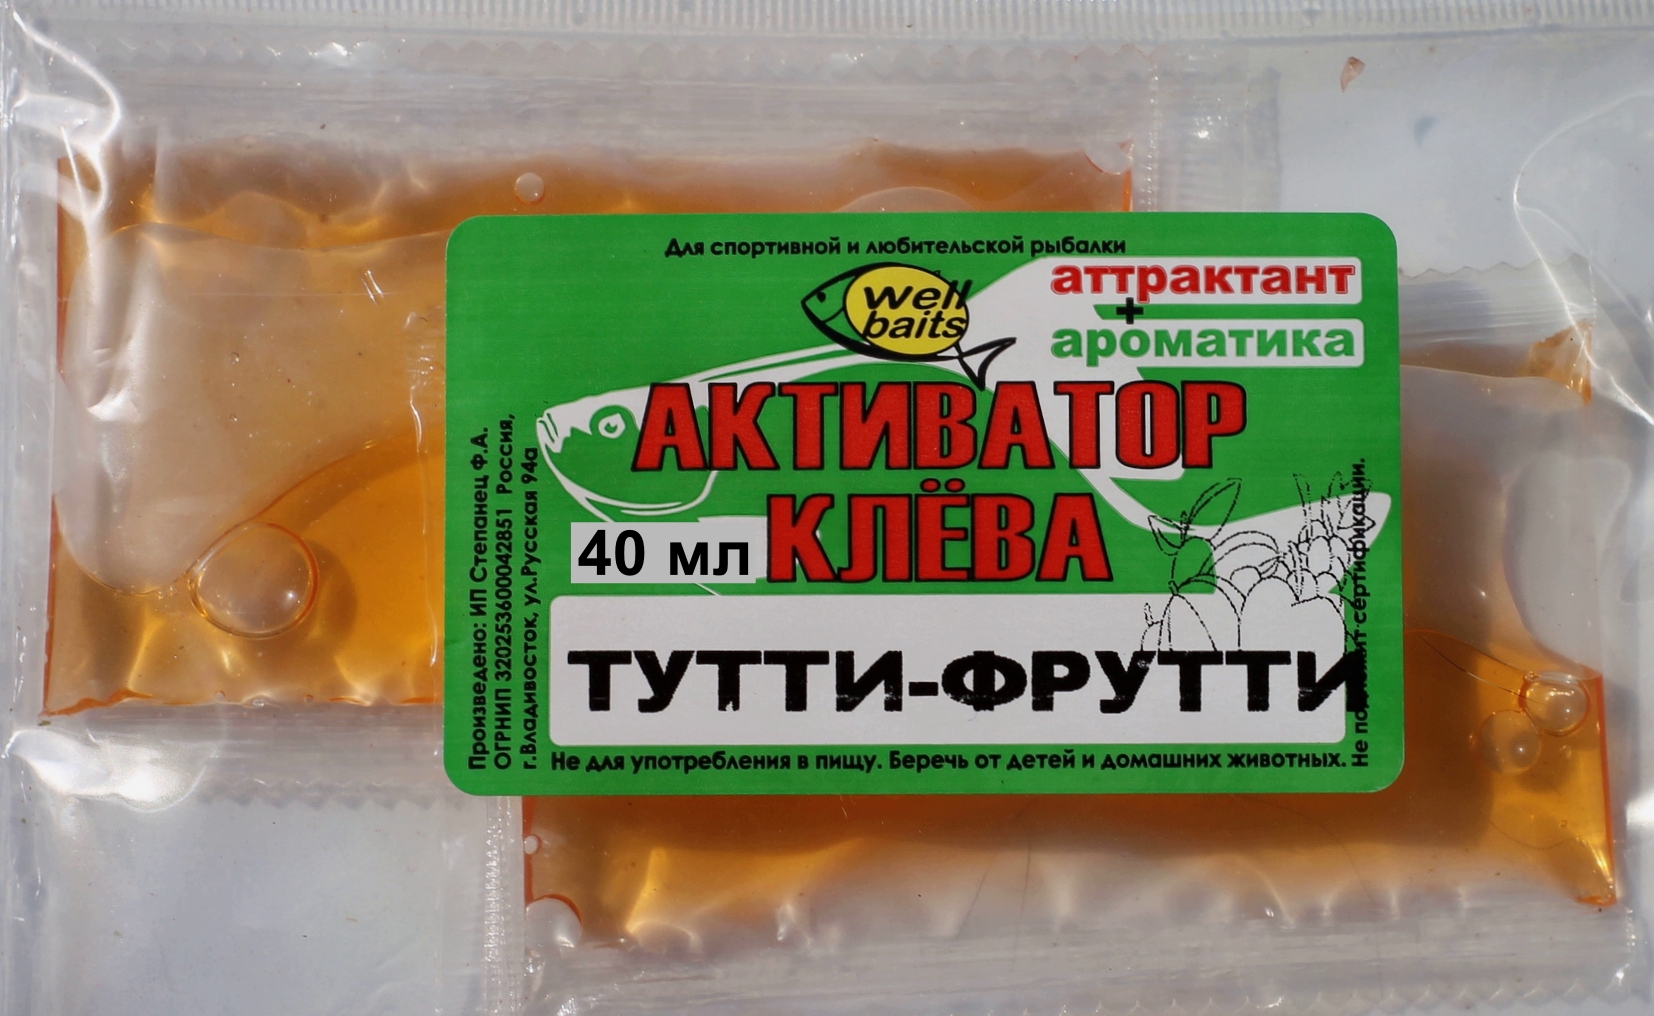 Для спортивной и любительской рыбалки
well
baits
аттрактант
+
ароматика
АКТИВАТОР
КЛЁВА
40 мл
ТУТТИ-ФРУТТИ
Не для употребления в пищу. Беречь от детей и домашних животных.
Не подлежит сертификации.
Произведено: ИП Степанец Ф.А.
ОГРНИП 320253600042851 Россия,
г.Владивосток, ул.Русская 94а